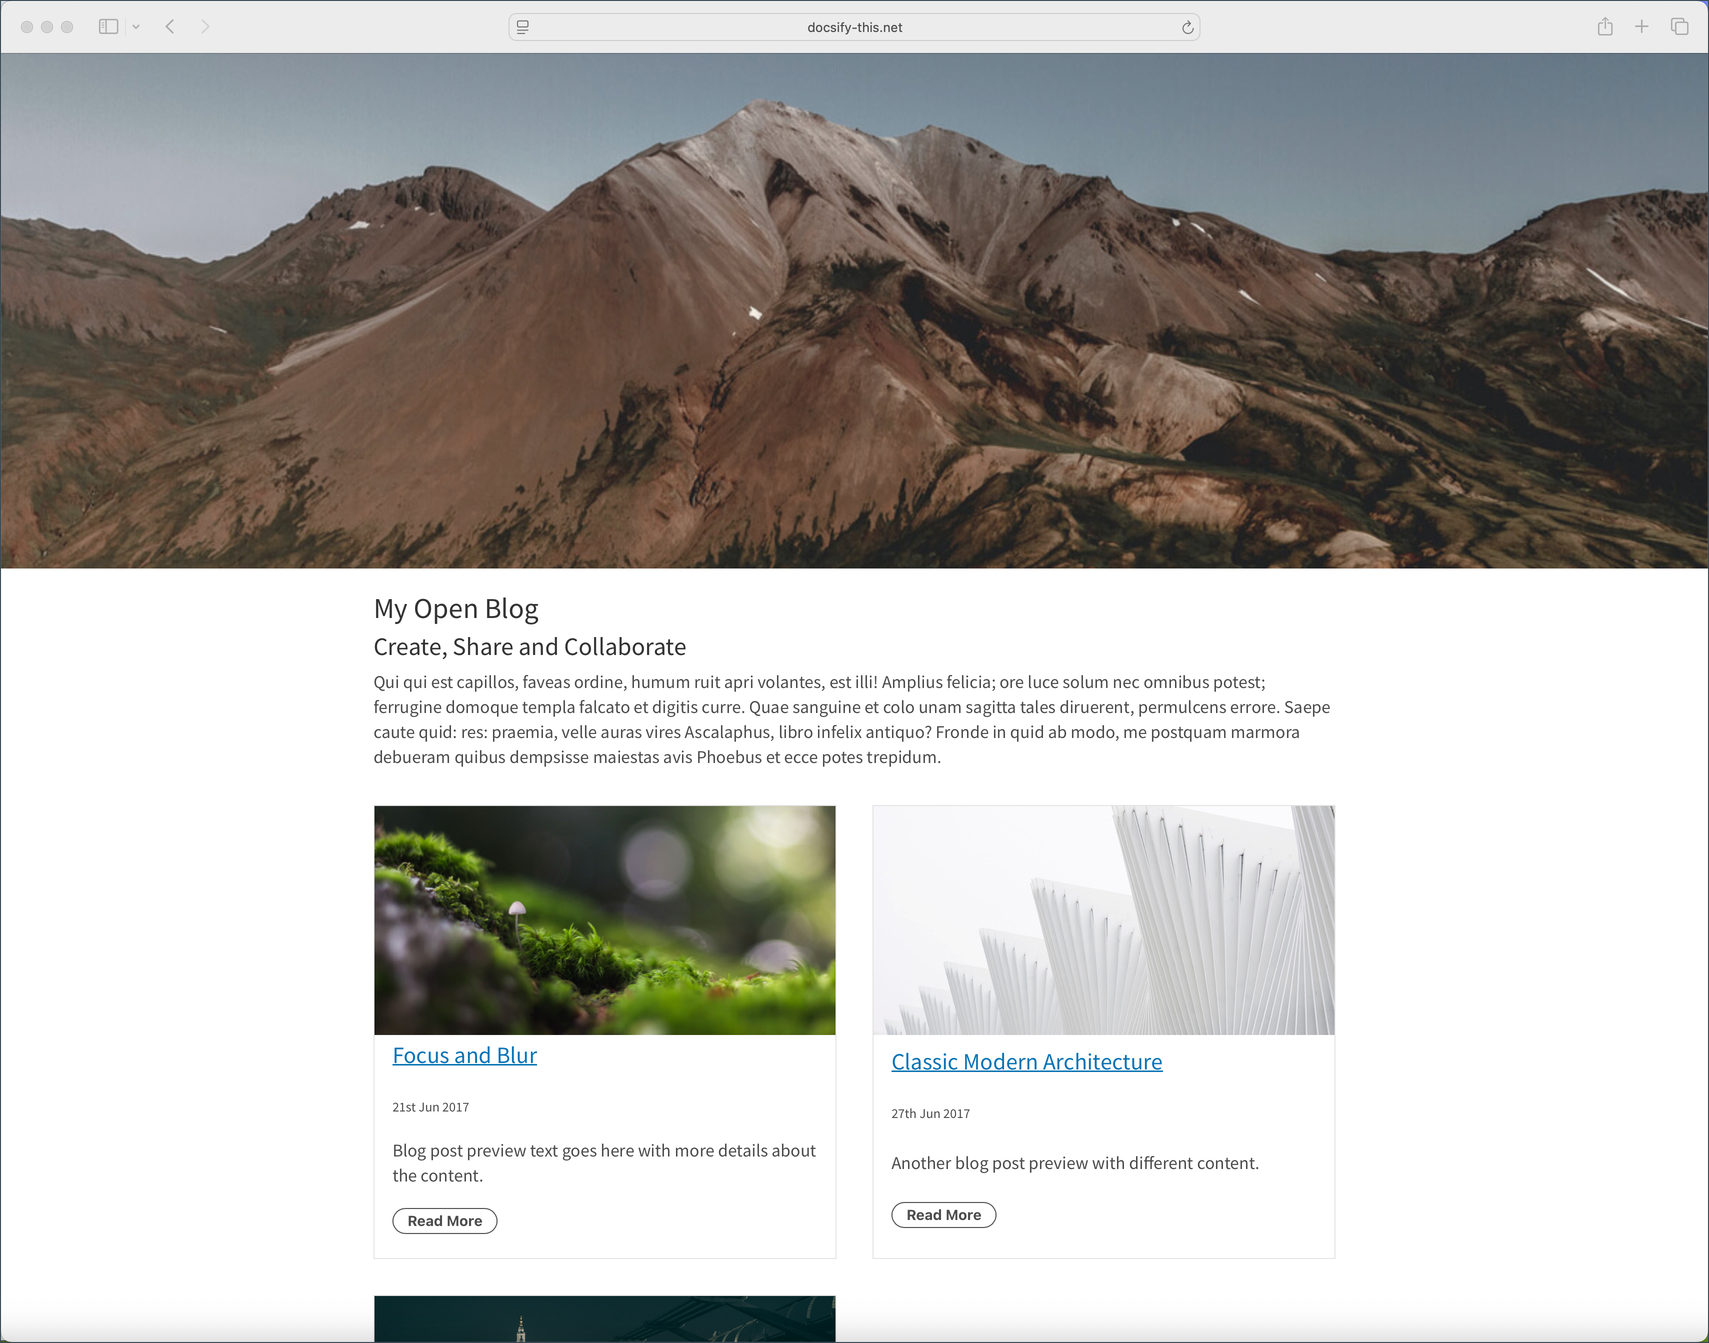 docsify-this.net
My Open Blog
Create, Share and Collaborate
Qui qui est capillos, faveas ordine, humum ruit apri volantes, est illi! Amplius felicia; ore luce solum nec omnibus potest;
ferrugine domoque templa falcato et digitis curre. Quae sanguine et colo unam sagitta tales diruerent, permulcens errore. Saepe
caute quid: res: praemia, velle auras vires Ascalaphus, libro infelix antiquo? Fronde in quid ab modo, me postquam marmora
debueram quibus dempsisse maiestas avis Phoebus et ecce potes trepidum.
Focus and Blur
21st Jun 2017
Blog post preview text goes here with more details about
the content.
Read More
Classic Modern Architecture
27th Jun 2017
Another blog post preview with different content.
Read More